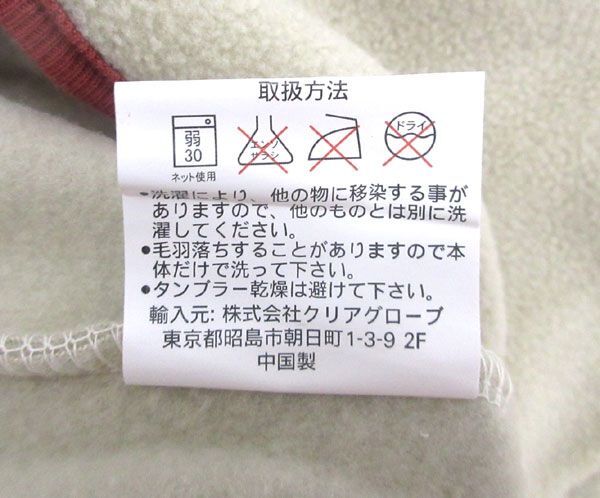 取扱方法
弱
30
エンソ
サラシ
ドライ
ネット使用
●洗濯により、他の物に移染する事が
ありますので、他のものとは別に洗
濯してください。
●毛羽落ちすることがありますので本
体だけで洗って下さい。
●タンブラー乾燥は避けて下さい。
輸入元: 株式会社クリアグローブ
東京都昭島市朝日町1-3-9 2F
中国製